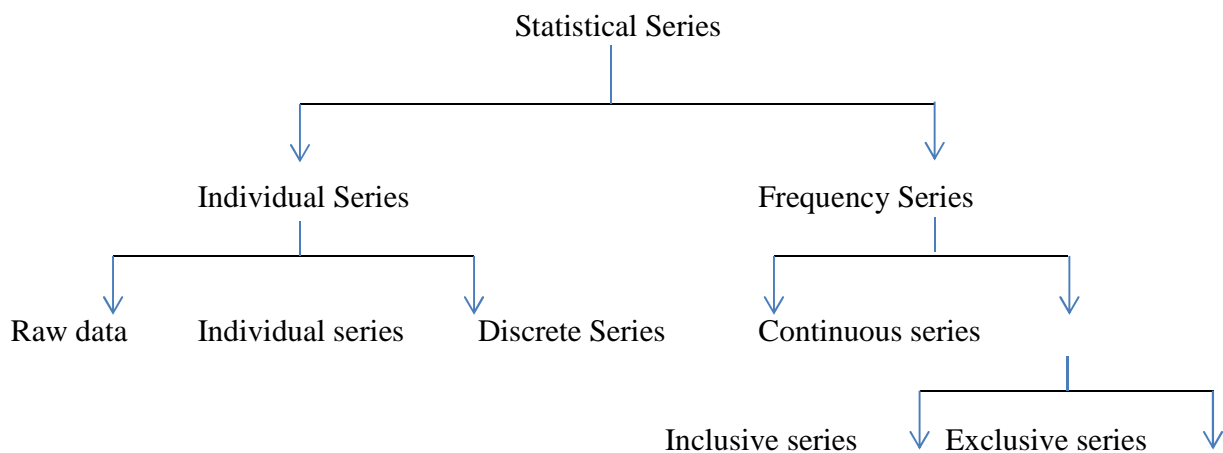 Statistical Series
Individual Series Frequency Series
Raw data Individual series Discrete Series Continuous series
Inclusive series Exclusive series